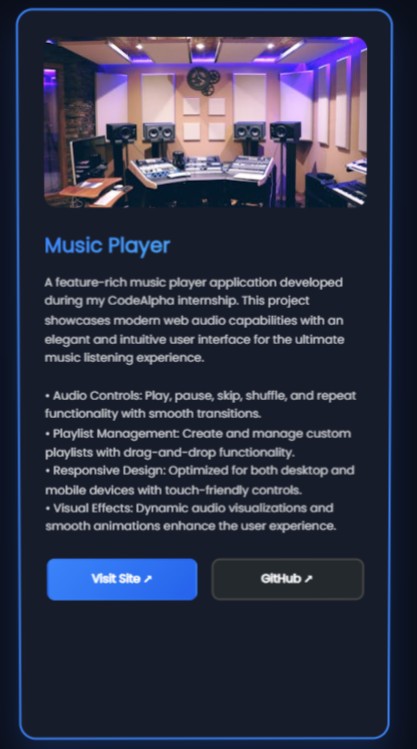 Music Player
A feature-rich music player application developed
during my CodeAlpha internship. This project
showcases modern web audio capabilities with an
elegant and intuitive user interface for the ultimate
music listening experience.
• Audio Controls: Play, pause, skip, shuffle, and repeat
functionality with smooth transitions.
• Playlist Management: Create and manage custom
playlists with drag-and-drop functionality.
• Responsive Design: Optimized for both desktop and
mobile devices with touch-friendly controls.
• Visual Effects: Dynamic audio visualizations and
smooth animations enhance the user experience.
Visit Site ↗ GitHub ↗